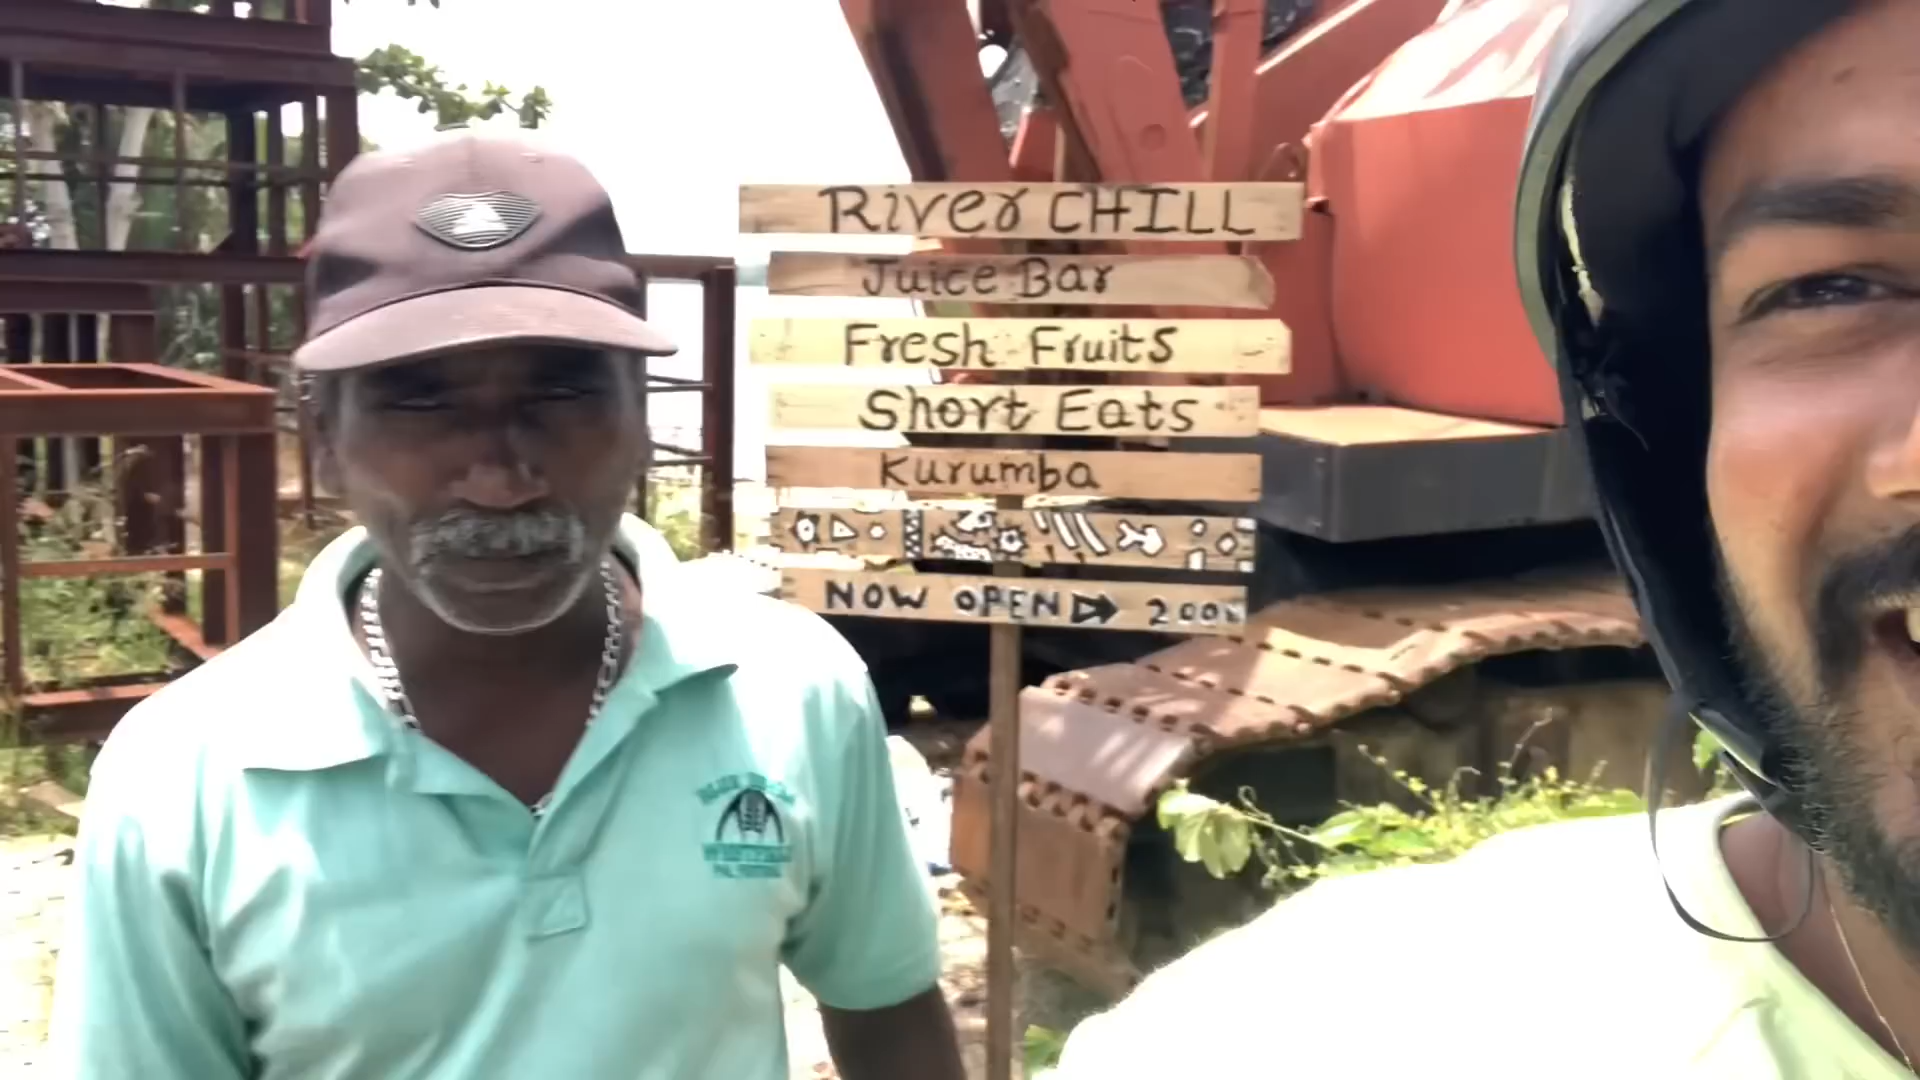 River CHILL
Juice Bar
Fresh Fruits
Short Eats
Kurumba
NOW OPEN 200m